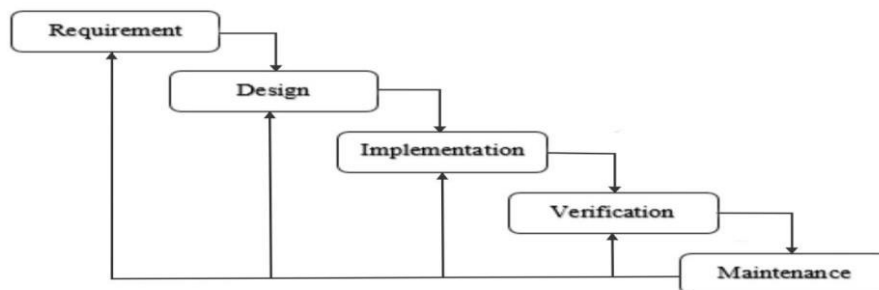 Requirement
Design
Implementation
Verification
Maintenance